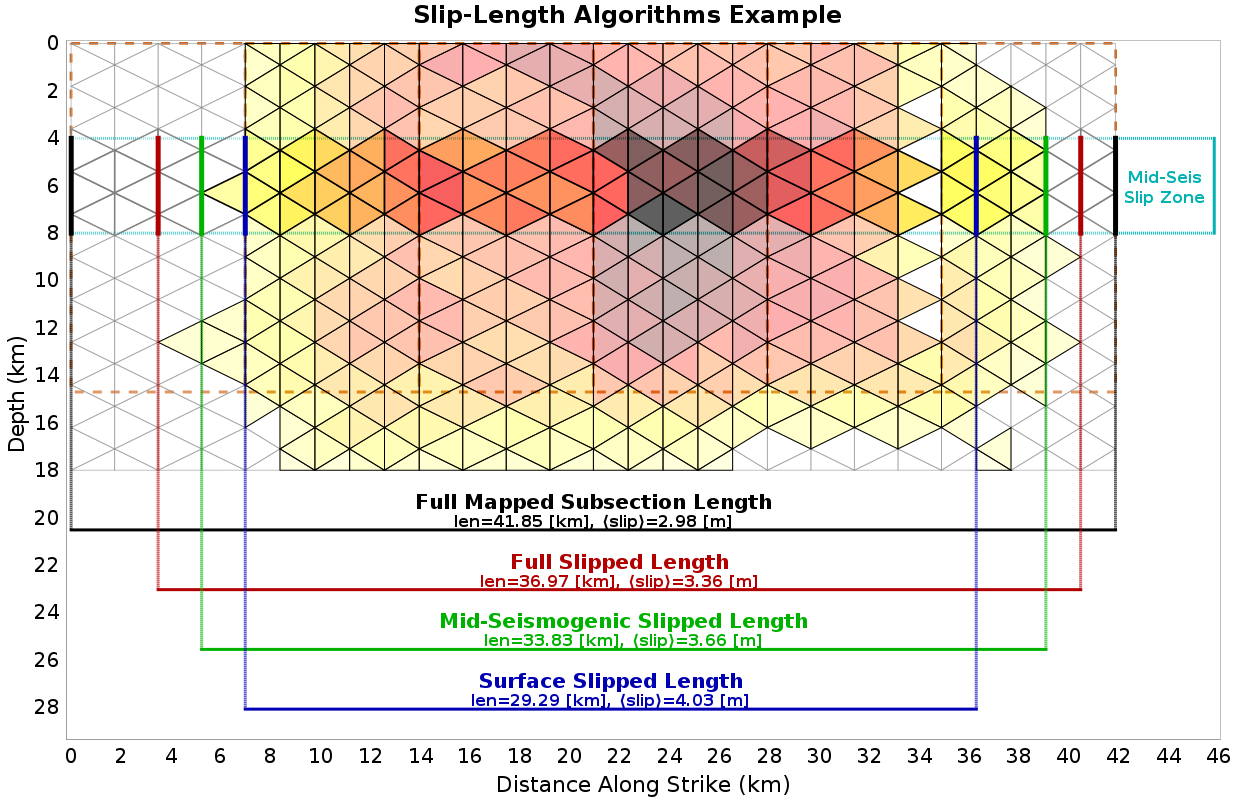 Slip-Length Algorithms Example
0
2
4
6
8
10
12
14
16
18
20
22
24
26
28
Depth (km)
Mid-Seis
Slip Zone
Full Mapped Subsection Length
len=41.85 [km], ⟨slip⟩=2.98 [m]
Full Slipped Length
len=36.97 [km], ⟨slip⟩=3.36 [m]
Mid-Seismogenic Slipped Length
len=33.83 [km], ⟨slip⟩=3.66 [m]
Surface Slipped Length
len=29.29 [km], ⟨slip⟩=4.03 [m]
0 2 4 6 8 10 12 14 16 18 20 22 24 26 28 30 32 34 36 38 40 42 44 46
Distance Along Strike (km)